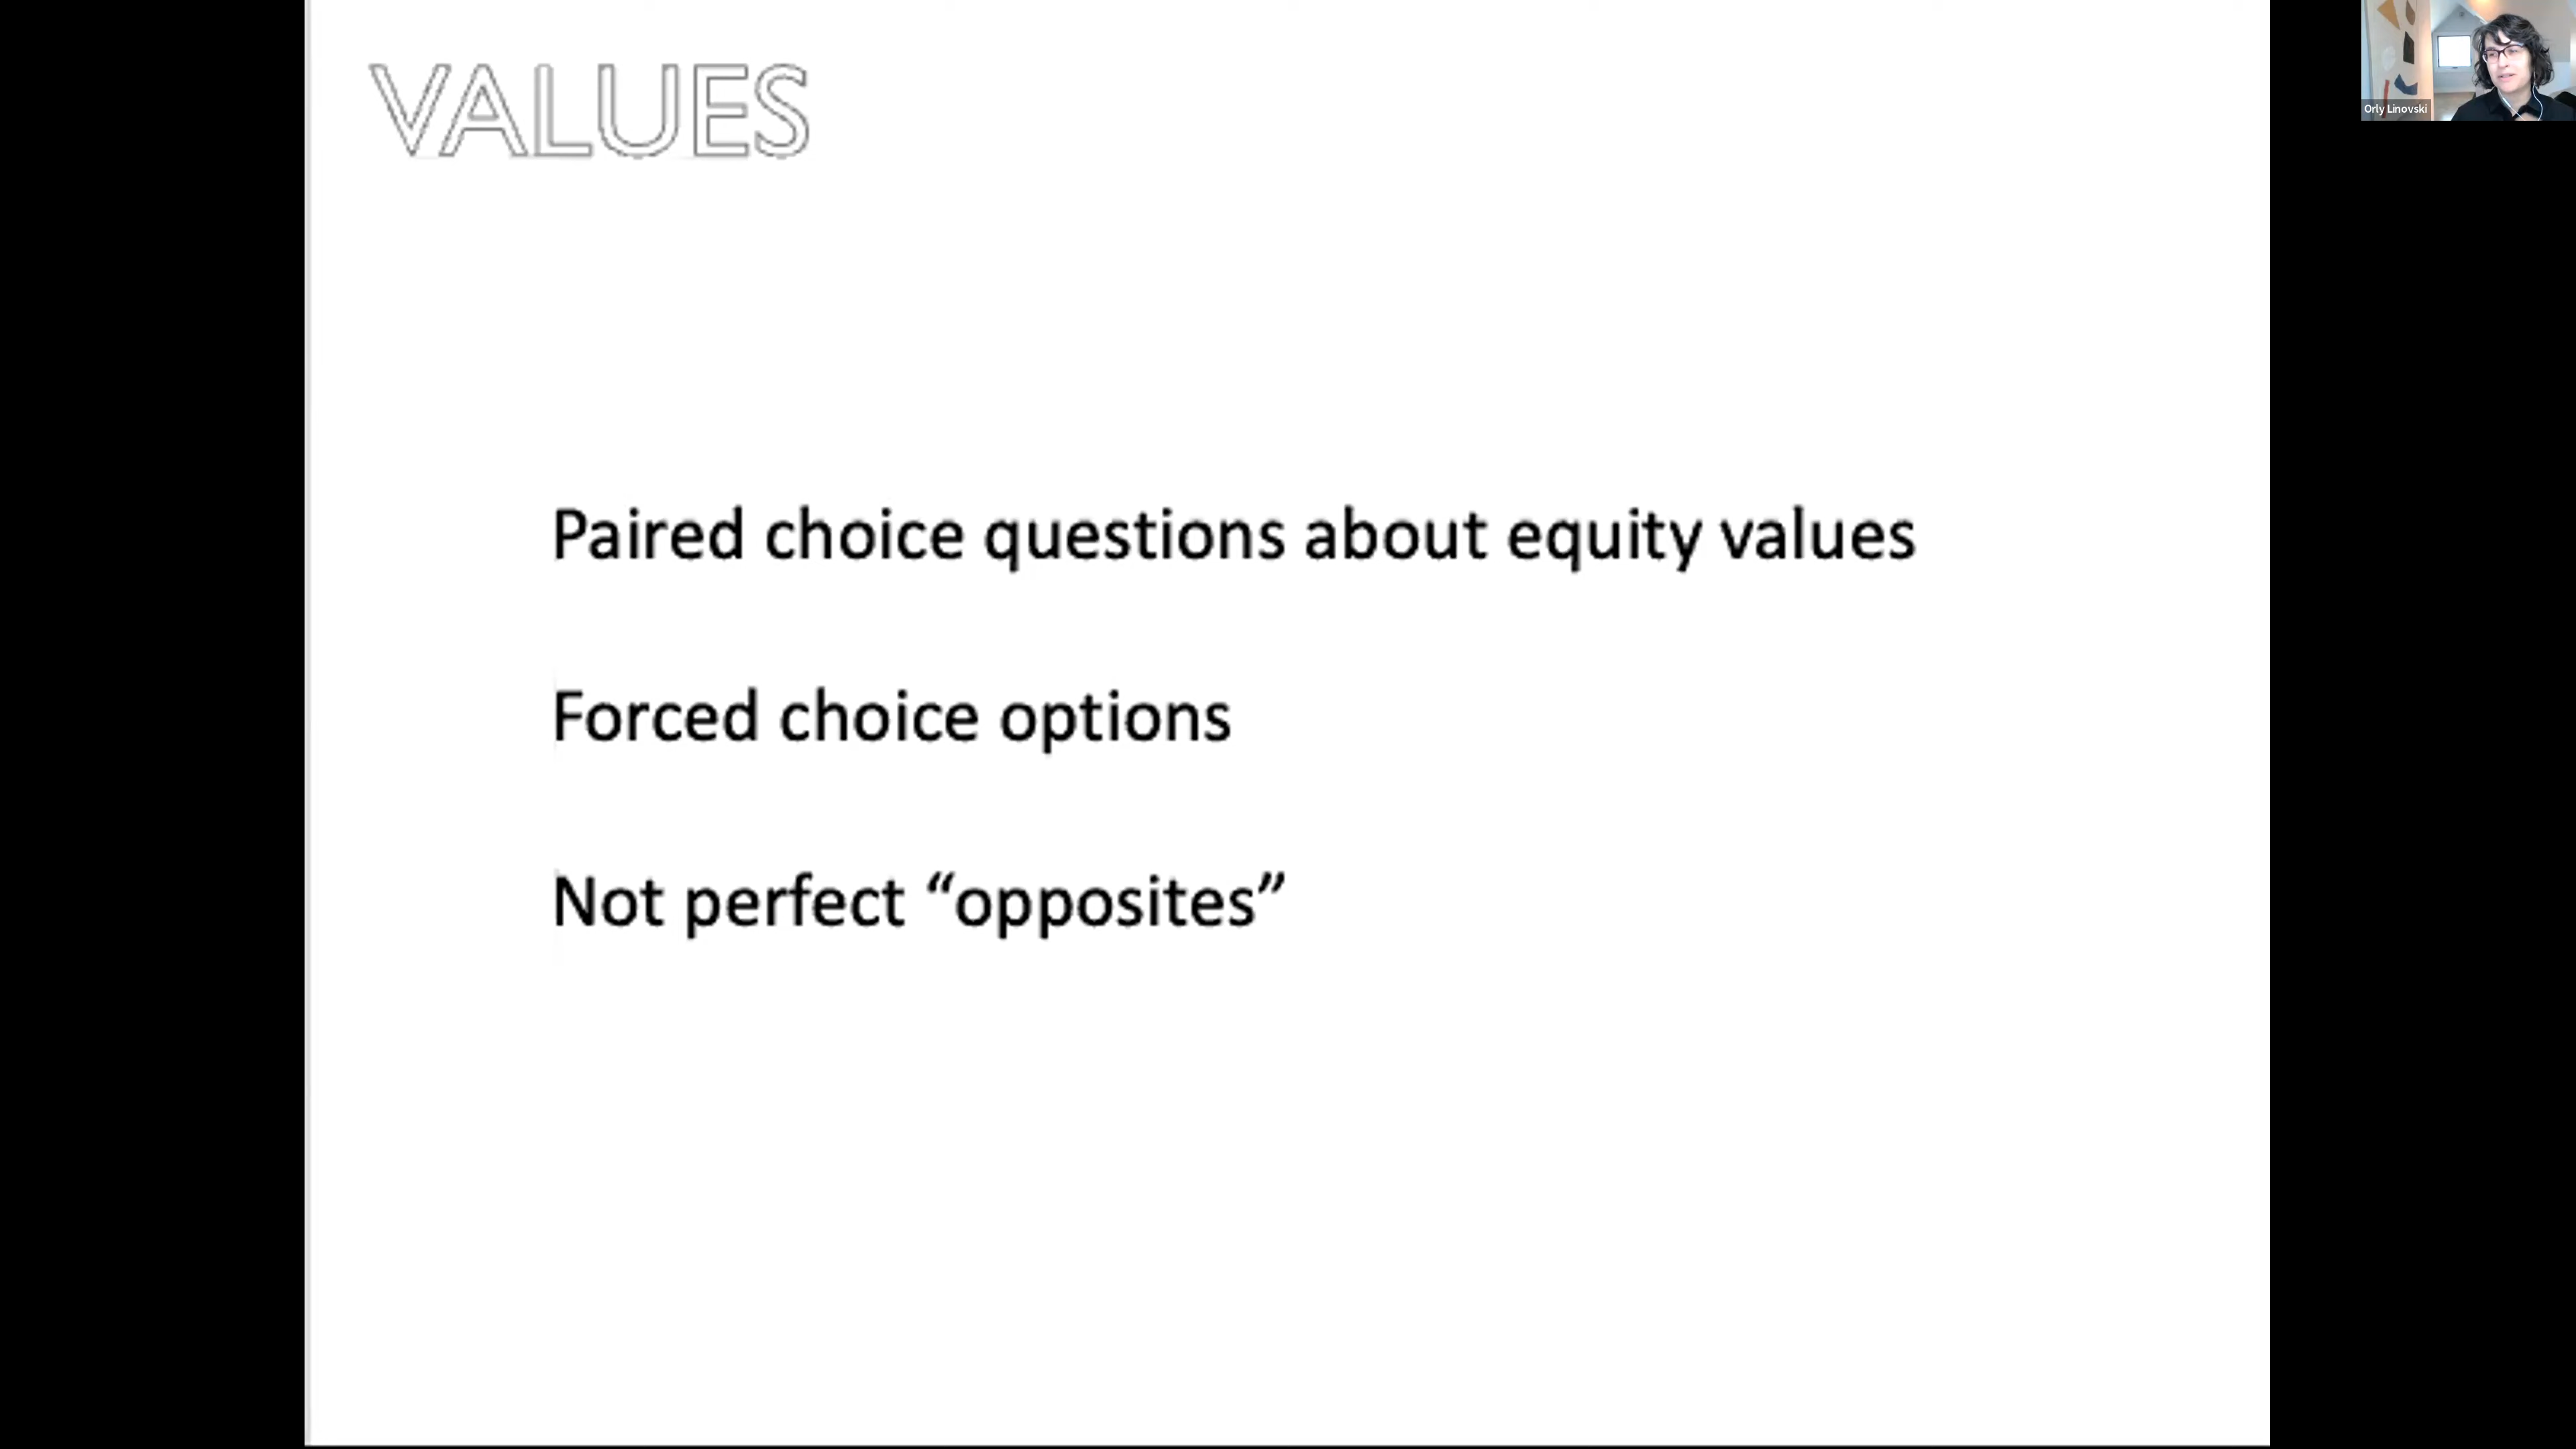 VALUES
Orly Linovski
Paired choice questions about equity values
Forced choice options
Not perfect “opposites”